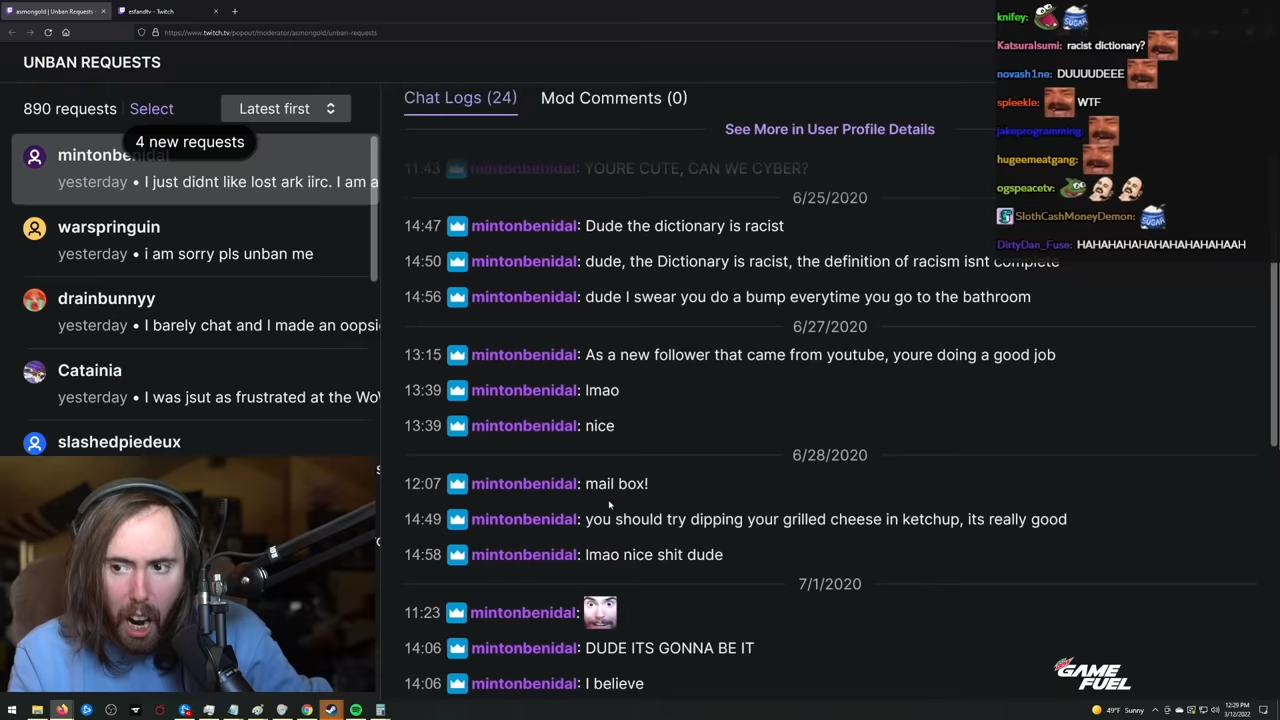 asmongold | Unban Requests
esfandtv - Twitch
https://www.twitch.tv/popout/moderator/asmongold/unban-requests
UNBAN REQUESTS
890 requests Select Latest first
4 new requests
mintonbenidal
yesterday • I just didnt like lost ark iirc. I am a
warspringuin
yesterday • i am sorry pls unban me
drainbunnyy
yesterday • I barely chat and I made an oopsi
Catainia
yesterday • I was jsut as frustrated at the Wo
slashedpiedeux
Chat Logs (24) Mod Comments (0)
See More in User Profile Details
1:43 mintonbenidal: YOURE CUTE, CAN WE CYBER?
6/25/2020
14:47 mintonbenidal: Dude the dictionary is racist
14:50 mintonbenidal: dude, the Dictionary is racist, the definition of racism isnt complete
14:56 mintonbenidal: dude I swear you do a bump everytime you go to the bathroom
6/27/2020
13:15 mintonbenidal: As a new follower that came from youtube, youre doing a good job
13:39 mintonbenidal: lmao
13:39 mintonbenidal: nice
6/28/2020
12:07 mintonbenidal: mail box!
14:49 mintonbenidal: you should try dipping your grilled cheese in ketchup, its really good
14:58 mintonbenidal: lmao nice shit dude
7/1/2020
11:23 mintonbenidal:
14:06 mintonbenidal: DUDE ITS GONNA BE IT
14:06 mintonbenidal: I believe
knifey:
SUGAR
Katsuralsumi: racist dictionary?
novash1ne: DUUUUDEEE
spleekle: WTF
jakeprogramming:
hugeemeatgang:
ogspeacetv:
SlothCashMoneyDemon: SUGAR
DirtyDan_Fuse: HAHAHAHAHAHAHAHAHAHAAH
GAME
FUEL
49°F Sunny
12:29 PM
3/12/2022